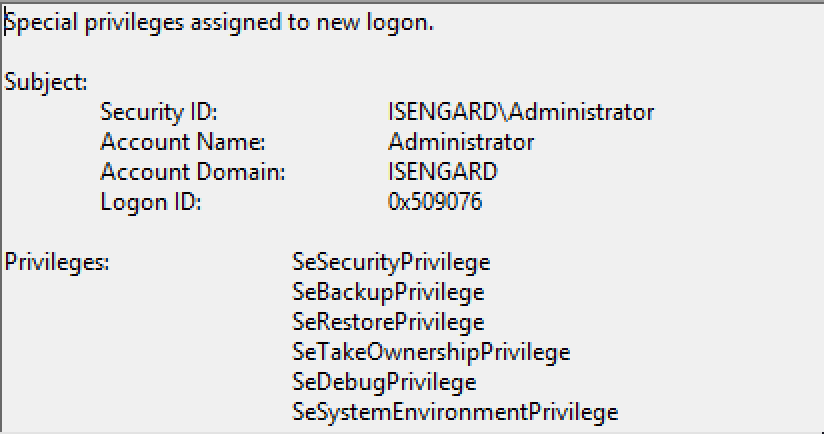 Special privileges assigned to new logon.
Subject:
Security ID: ISENGARD\Administrator
Account Name: Administrator
Account Domain: ISENGARD
Logon ID: 0x509076
Privileges: SeSecurityPrivilege
SeBackupPrivilege
SeRestorePrivilege
SeTakeOwnershipPrivilege
SeDebugPrivilege
SeSystemEnvironmentPrivilege